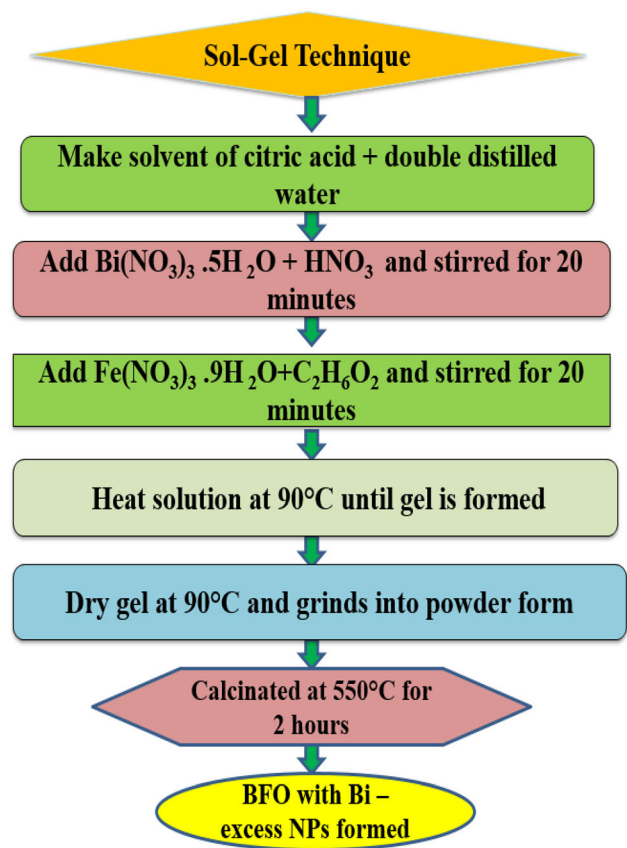 Sol-Gel Technique
Make solvent of citric acid + double distilled
water
Add Bi(NO₃)₃ .5H₂O + HNO₃ and stirred for 20
minutes
Add Fe(NO₃)₃ .9H₂O+C₂H₆O₂ and stirred for 20
minutes
Heat solution at 90°C until gel is formed
Dry gel at 90°C and grinds into powder form
Calcinated at 550°C for
2 hours
BFO with Bi –
excess NPs formed